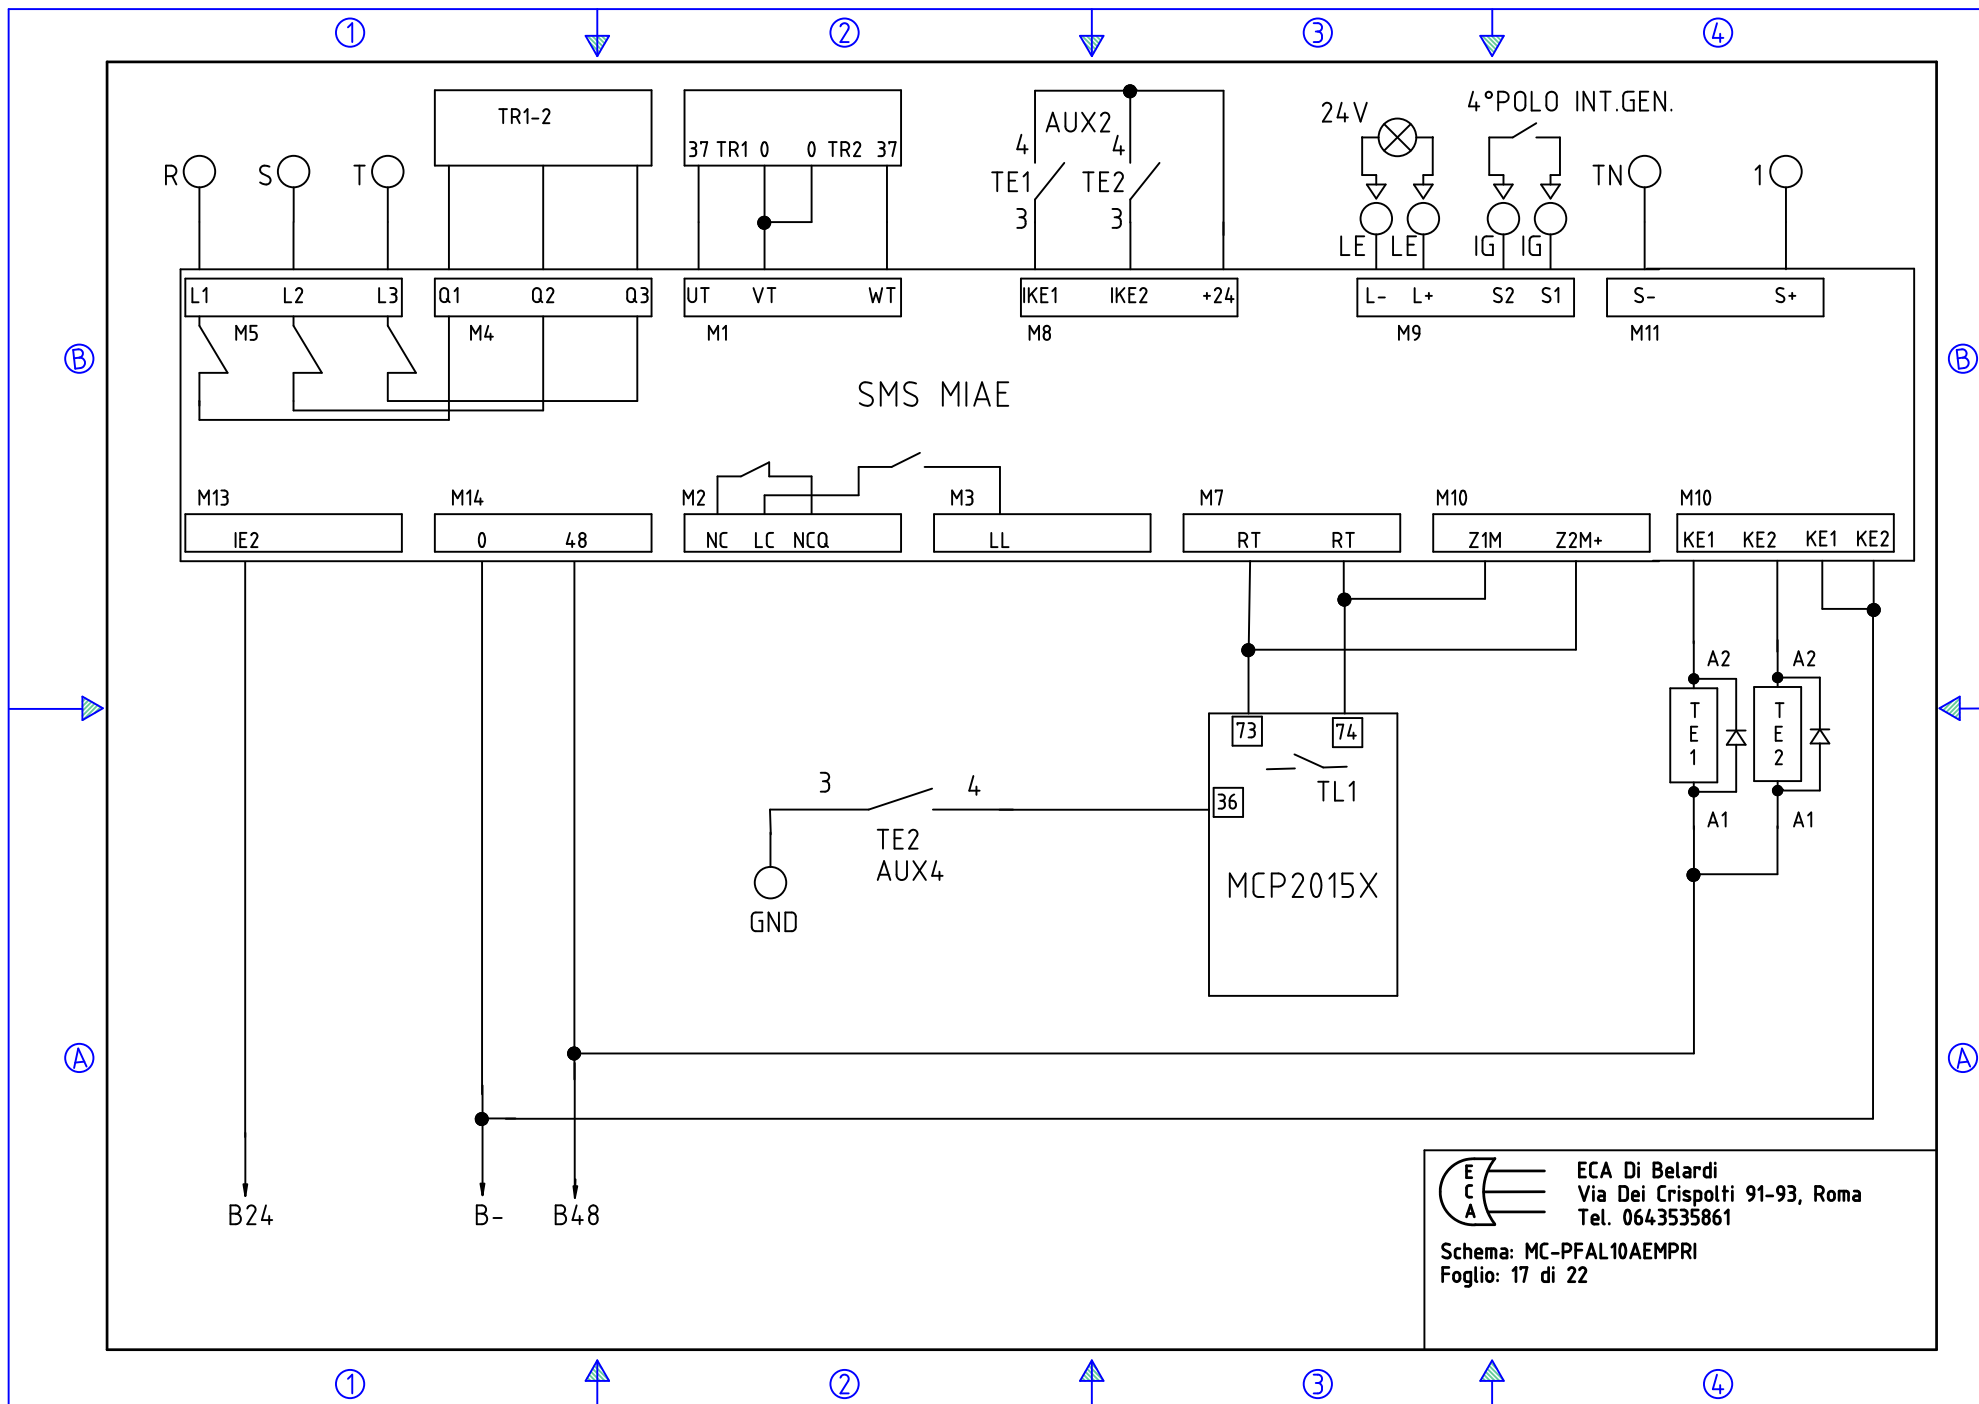 1 2 3 4
TR1-2
37 TR1 0 0 TR2 37
AUX2
4 4
TE1 TE2
3 3
24V
4°POLO INT.GEN.
R S T
TN 1
LE LE IG IG
L1 L2 L3 Q1 Q2 Q3 UT VT WT IKE1 IKE2 +24 L- L+ S2 S1 S- S+
M5 M4 M1 M8 M9 M11
B B
SMS MIAE
M13 M14 M2 M3 M7 M10 M10
IE2 0 48 NC LC NCQ LL RT RT Z1M Z2M+ KE1 KE2 KE1 KE2
A2 A2
TE1 TE2
73 74
TL1
36
3 4
TE2
AUX4
A1 A1
MCP2015X
GND
A A
B24 B- B48
ECA
ECA Di Belardi
Via Dei Crispolti 91-93, Roma
Tel. 0643535861
Schema: MC-PFAL10AEMPRI
Foglio: 17 di 22
1 2 3 4